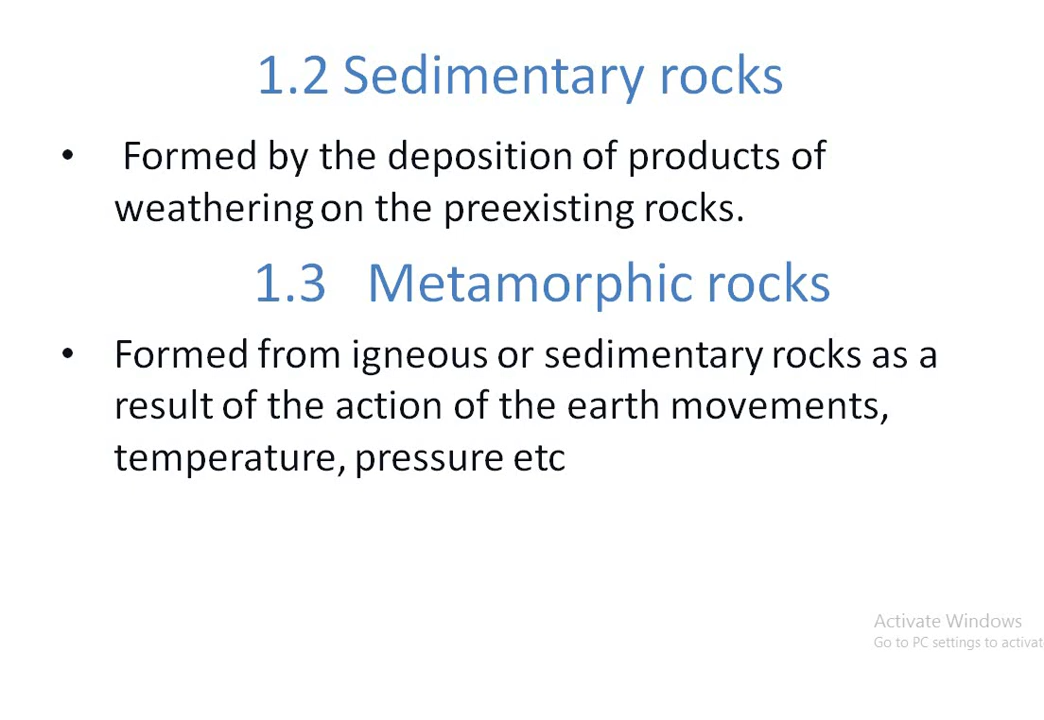 1.2 Sedimentary rocks
• Formed by the deposition of products of
weathering on the preexisting rocks.
1.3 Metamorphic rocks
• Formed from igneous or sedimentary rocks as a
result of the action of the earth movements,
temperature, pressure etc
Activate Windows
Go to PC settings to activat